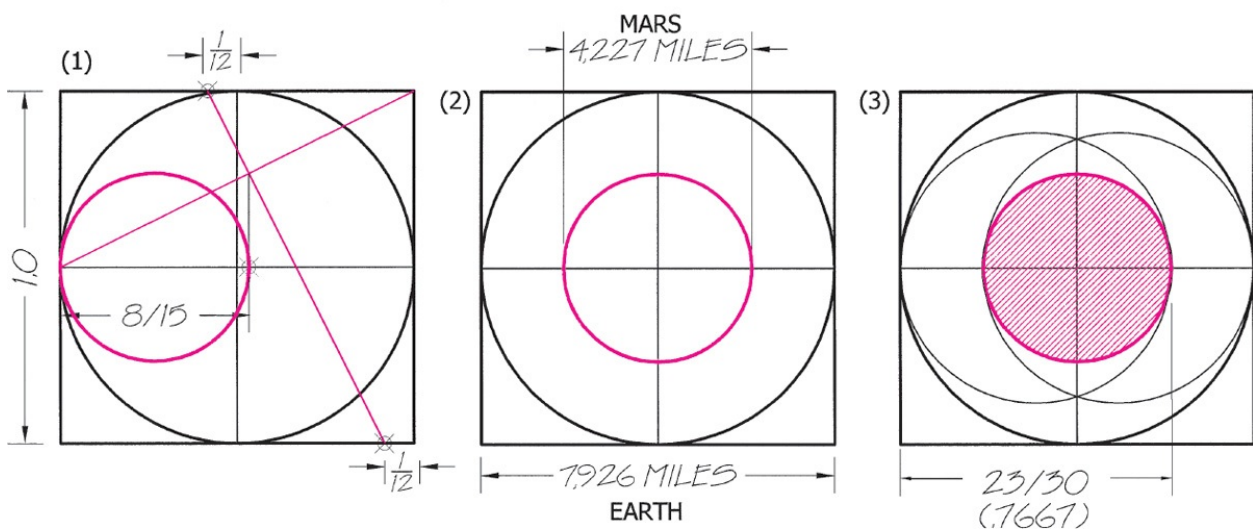 (1)
1/12
1,0
8/15
1/12
(2)
MARS
4,227 MILES
7,926 MILES
EARTH
(3)
23/30
(,7667)